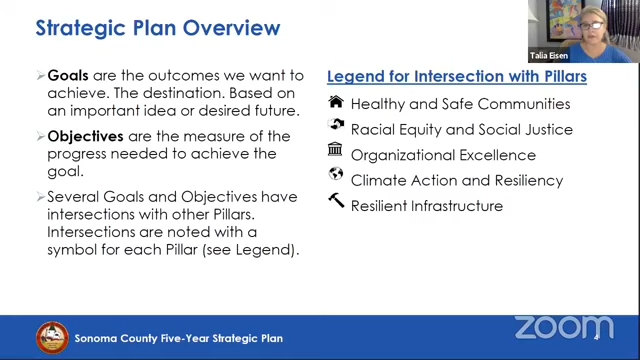 Strategic Plan Overview
Talia Eisen
Goals are the outcomes we want to
achieve. The destination. Based on
an important idea or desired future.
Objectives are the measure of the
progress needed to achieve the
goal.
Several Goals and Objectives have
intersections with other Pillars.
Intersections are noted with a
symbol for each Pillar (see Legend).
Legend for Intersection with Pillars
Healthy and Safe Communities
Racial Equity and Social Justice
Organizational Excellence
Climate Action and Resiliency
Resilient Infrastructure
Sonoma County Five-Year Strategic Plan
zoom
4